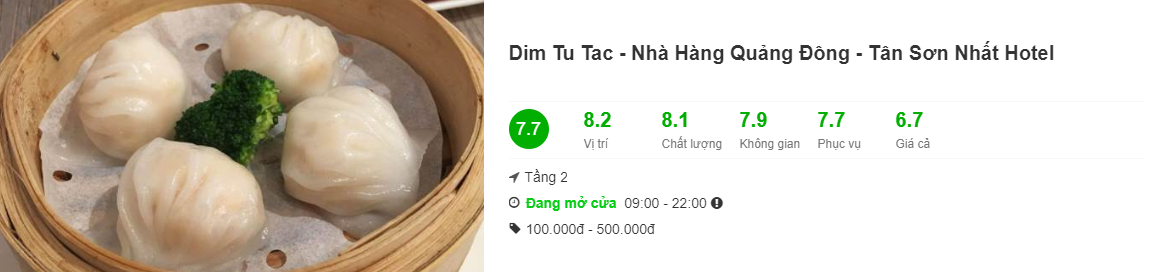 Dim Tu Tac - Nhà Hàng Quảng Đông - Tân Sơn Nhất Hotel
7.7 8.2 8.1 7.9 7.7 6.7
Vị trí Chất lượng Không gian Phục vụ Giá cả
Tầng 2
Đang mở cửa 09:00 - 22:00
100.000đ - 500.000đ